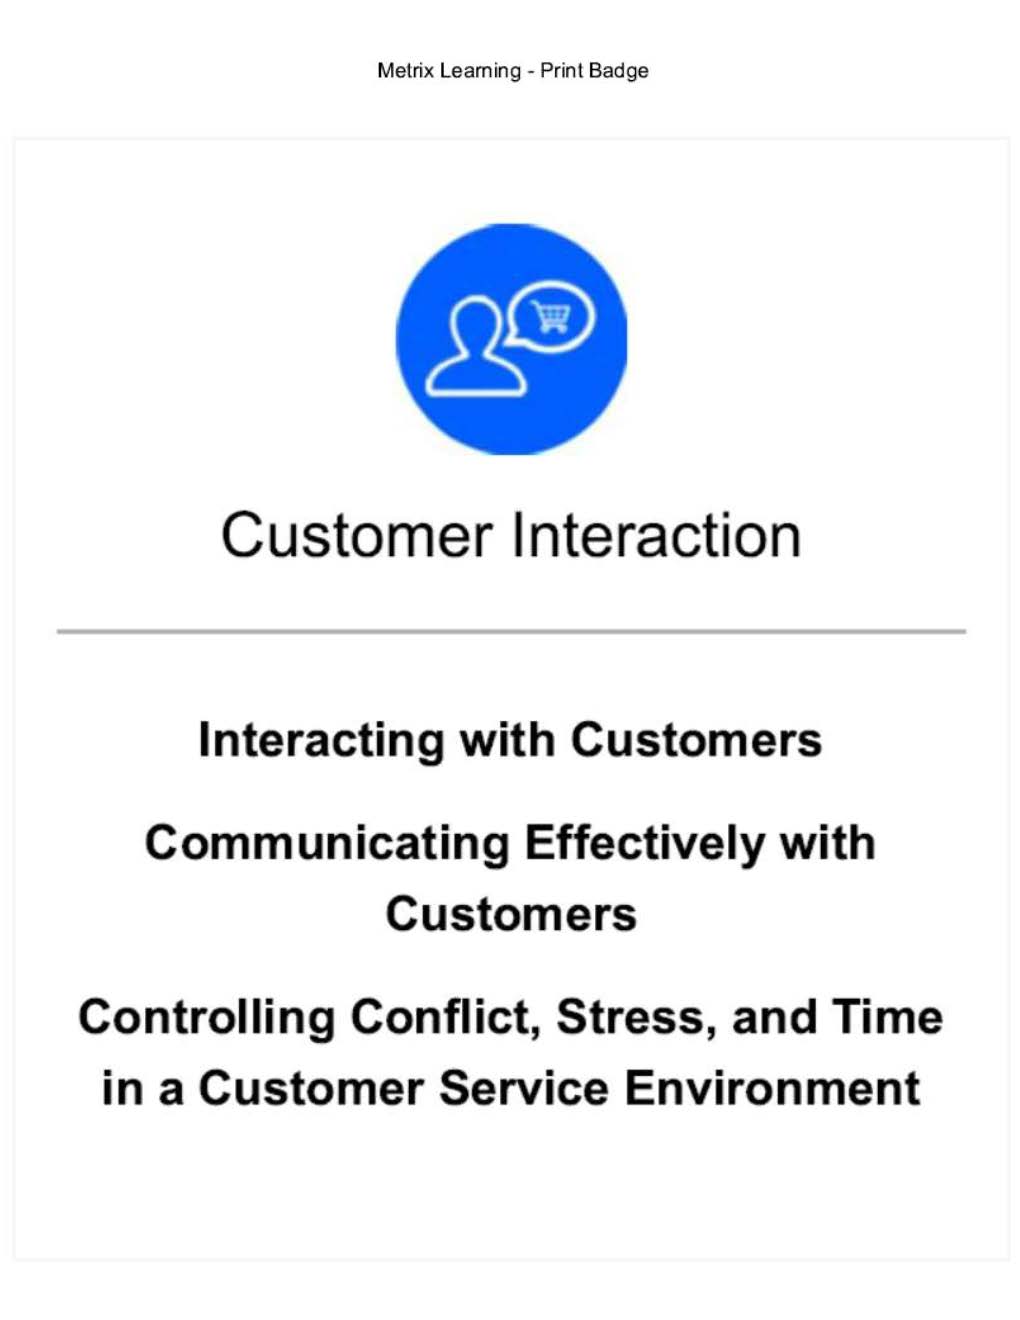 Metrix Learning - Print Badge
Customer Interaction
Interacting with Customers
Communicating Effectively with
Customers
Controlling Conflict, Stress, and Time
in a Customer Service Environment